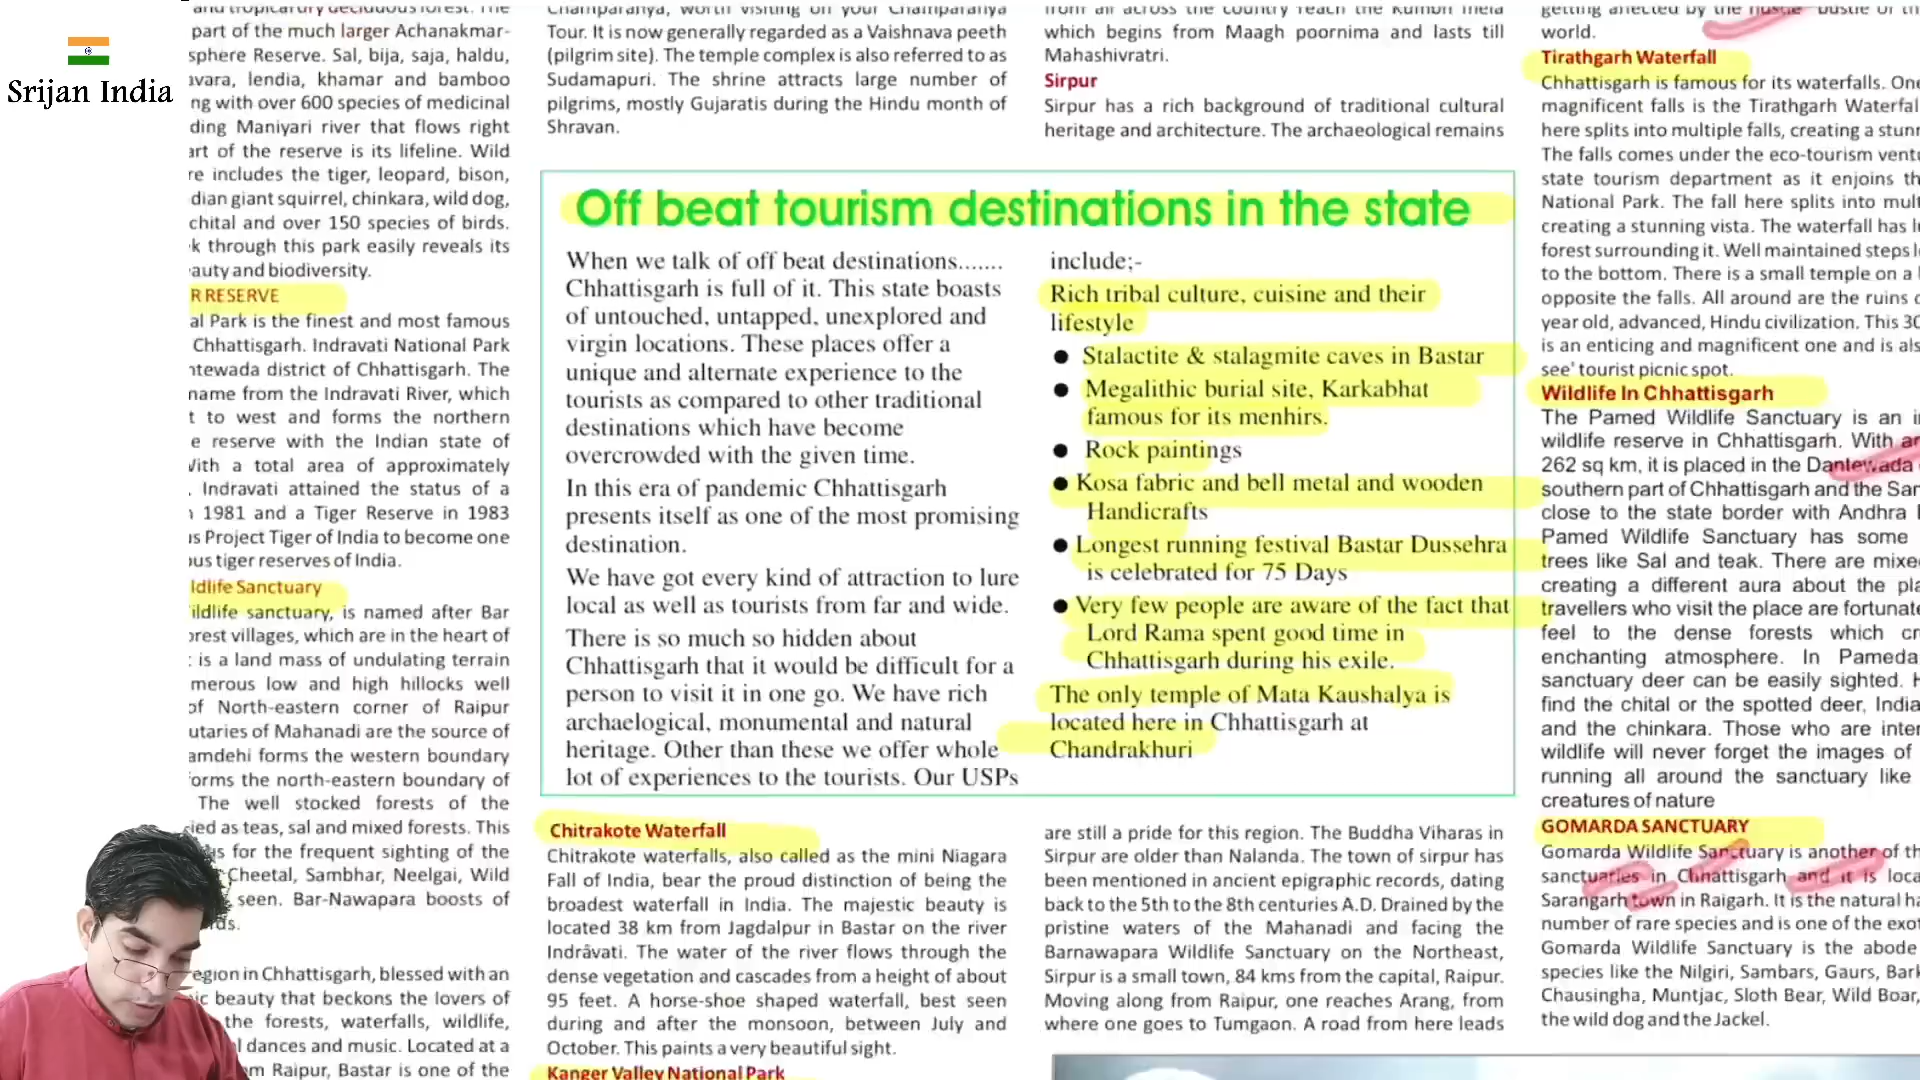 Srijan India
and tropical dry deciduous forest. The
part of the much larger Achanakmar-
sphere Reserve. Sal, bija, saja, haldu,
avara, lendia, khamar and bamboo
ng with over 600 species of medicinal
ding Maniyari river that flows right
art of the reserve is its lifeline. Wild
re includes the tiger, leopard, bison,
dian giant squirrel, chinkara, wild dog,
chital and over 150 species of birds.
k through this park easily reveals its
auty and biodiversity.
R RESERVE
al Park is the finest and most famous
Chhattisgarh. Indravati National Park
ntewada district of Chhattisgarh. The
name from the Indravati River, which
t to west and forms the northern
e reserve with the Indian state of
With a total area of approximately
. Indravati attained the status of a
1981 and a Tiger Reserve in 1983
us Project Tiger of India to become one
ous tiger reserves of India.
ldlife Sanctuary
ildlife sanctuary, is named after Bar
orest villages, which are in the heart of
is a land mass of undulating terrain
merous low and high hillocks well
of North-eastern corner of Raipur
utaries of Mahanadi are the source of
amdehi forms the western boundary
orms the north-eastern boundary of
The well stocked forests of the
ied as teas, sal and mixed forests. This
s for the frequent sighting of the
Cheetal, Sambhar, Neelgai, Wild
seen. Bar-Nawapara boosts of
rds.
egion in Chhattisgarh, blessed with an
ic beauty that beckons the lovers of
the forests, waterfalls, wildlife,
l dances and music. Located at a
m Raipur, Bastar is one of the
Champaranya, worth visiting on your Champaranya
Tour. It is now generally regarded as a Vaishnava peeth
(pilgrim site). The temple complex is also referred to as
Sudamapuri. The shrine attracts large number of
pilgrims, mostly Gujaratis during the Hindu month of
Shravan.
from all across the country reach the Kumbh mela
which begins from Maagh poornima and lasts till
Mahashivratri.
Sirpur
Sirpur has a rich background of traditional cultural
heritage and architecture. The archaeological remains
Off beat tourism destinations in the state
When we talk of off beat destinations.......
Chhattisgarh is full of it. This state boasts
of untouched, untapped, unexplored and
virgin locations. These places offer a
unique and alternate experience to the
tourists as compared to other traditional
destinations which have become
overcrowded with the given time.
In this era of pandemic Chhattisgarh
presents itself as one of the most promising
destination.
We have got every kind of attraction to lure
local as well as tourists from far and wide.
There is so much so hidden about
Chhattisgarh that it would be difficult for a
person to visit it in one go. We have rich
archaelogical, monumental and natural
heritage. Other than these we offer whole
lot of experiences to the tourists. Our USPs
include;-
Rich tribal culture, cuisine and their
lifestyle
● Stalactite & stalagmite caves in Bastar
● Megalithic burial site, Karkabhat
famous for its menhirs.
● Rock paintings
● Kosa fabric and bell metal and wooden
Handicrafts
● Longest running festival Bastar Dussehra
is celebrated for 75 Days
● Very few people are aware of the fact that
Lord Rama spent good time in
Chhattisgarh during his exile.
The only temple of Mata Kaushalya is
located here in Chhattisgarh at
Chandrakhuri
Chitrakote Waterfall
Chitrakote waterfalls, also called as the mini Niagara
Fall of India, bear the proud distinction of being the
broadest waterfall in India. The majestic beauty is
located 38 km from Jagdalpur in Bastar on the river
Indrâvati. The water of the river flows through the
dense vegetation and cascades from a height of about
95 feet. A horse-shoe shaped waterfall, best seen
during and after the monsoon, between July and
October. This paints a very beautiful sight.
Kanger Valley National Park
are still a pride for this region. The Buddha Viharas in
Sirpur are older than Nalanda. The town of sirpur has
been mentioned in ancient epigraphic records, dating
back to the 5th to the 8th centuries A.D. Drained by the
pristine waters of the Mahanadi and facing the
Barnawapara Wildlife Sanctuary on the Northeast,
Sirpur is a small town, 84 kms from the capital, Raipur.
Moving along from Raipur, one reaches Arang, from
where one goes to Tumgaon. A road from here leads
getting affected by the hustle bustle of th
world.
Tirathgarh Waterfall
Chhattisgarh is famous for its waterfalls. One
magnificent falls is the Tirathgarh Waterfal
here splits into multiple falls, creating a stunn
The falls comes under the eco-tourism vent
state tourism department as it enjoins th
National Park. The fall here splits into mult
creating a stunning vista. The waterfall has l
forest surrounding it. Well maintained steps l
to the bottom. There is a small temple on a
opposite the falls. All around are the ruins o
year old, advanced, Hindu civilization. This 30
is an enticing and magnificent one and is als
see' tourist picnic spot.
Wildlife In Chhattisgarh
The Pamed Wildlife Sanctuary is an i
wildlife reserve in Chhattisgarh. With ar
262 sq km, it is placed in the Dantewada
southern part of Chhattisgarh and the San
close to the state border with Andhra
Pamed Wildlife Sanctuary has some
trees like Sal and teak. There are mixe
creating a different aura about the pla
travellers who visit the place are fortunate
feel to the dense forests which cr
enchanting atmosphere. In Pameda
sanctuary deer can be easily sighted. H
find the chital or the spotted deer, India
and the chinkara. Those who are inter
wildlife will never forget the images of
running all around the sanctuary like
creatures of nature
GOMARDA SANCTUARY
Gomarda Wildlife Sanctuary is another of th
sanctuaries in Chhattisgarh and it is loca
Sarangarh town in Raigarh. It is the natural ha
number of rare species and is one of the exot
Gomarda Wildlife Sanctuary is the abode
species like the Nilgiri, Sambars, Gaurs, Bark
Chausingha, Muntjac, Sloth Bear, Wild Boar,
the wild dog and the Jackel.